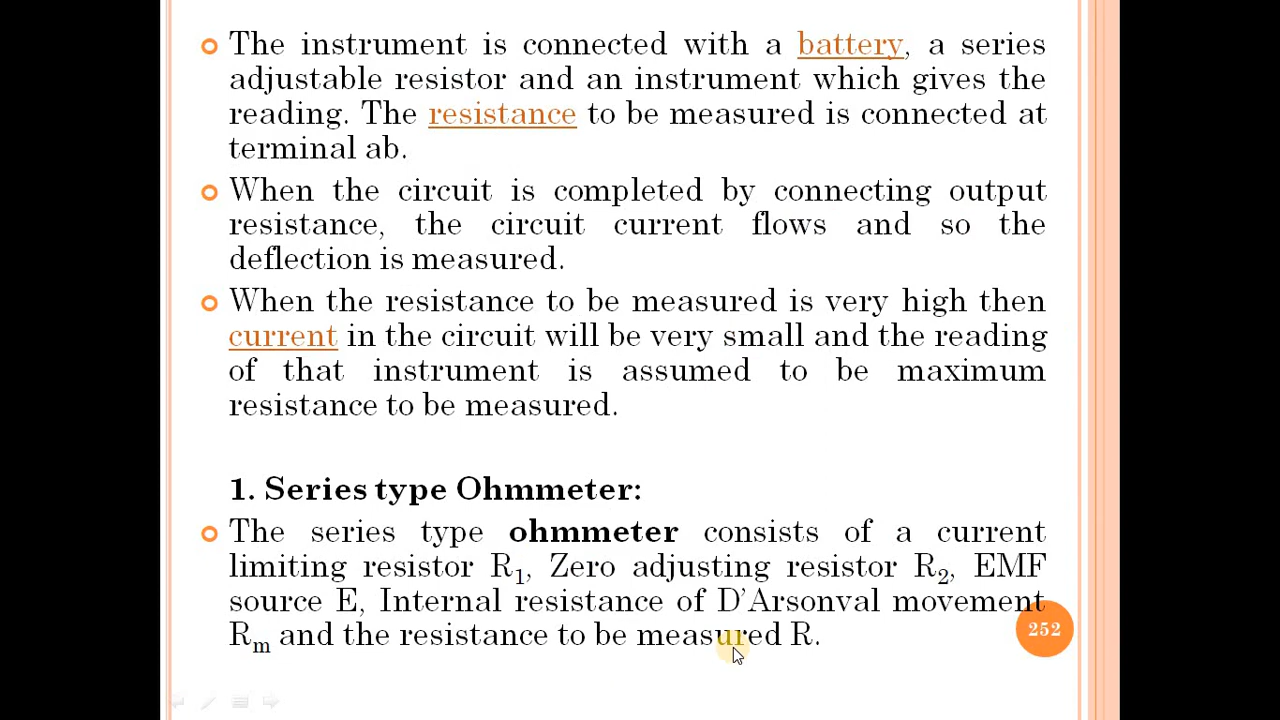 The instrument is connected with a battery, a series
adjustable resistor and an instrument which gives the
reading. The resistance to be measured is connected at
terminal ab.
When the circuit is completed by connecting output
resistance, the circuit current flows and so the
deflection is measured.
When the resistance to be measured is very high then
current in the circuit will be very small and the reading
of that instrument is assumed to be maximum
resistance to be measured.
1. Series type Ohmmeter:
The series type ohmmeter consists of a current
limiting resistor R₁, Zero adjusting resistor R₂, EMF
source E, Internal resistance of D’Arsonval movement
Rₘ and the resistance to be measured R.
252